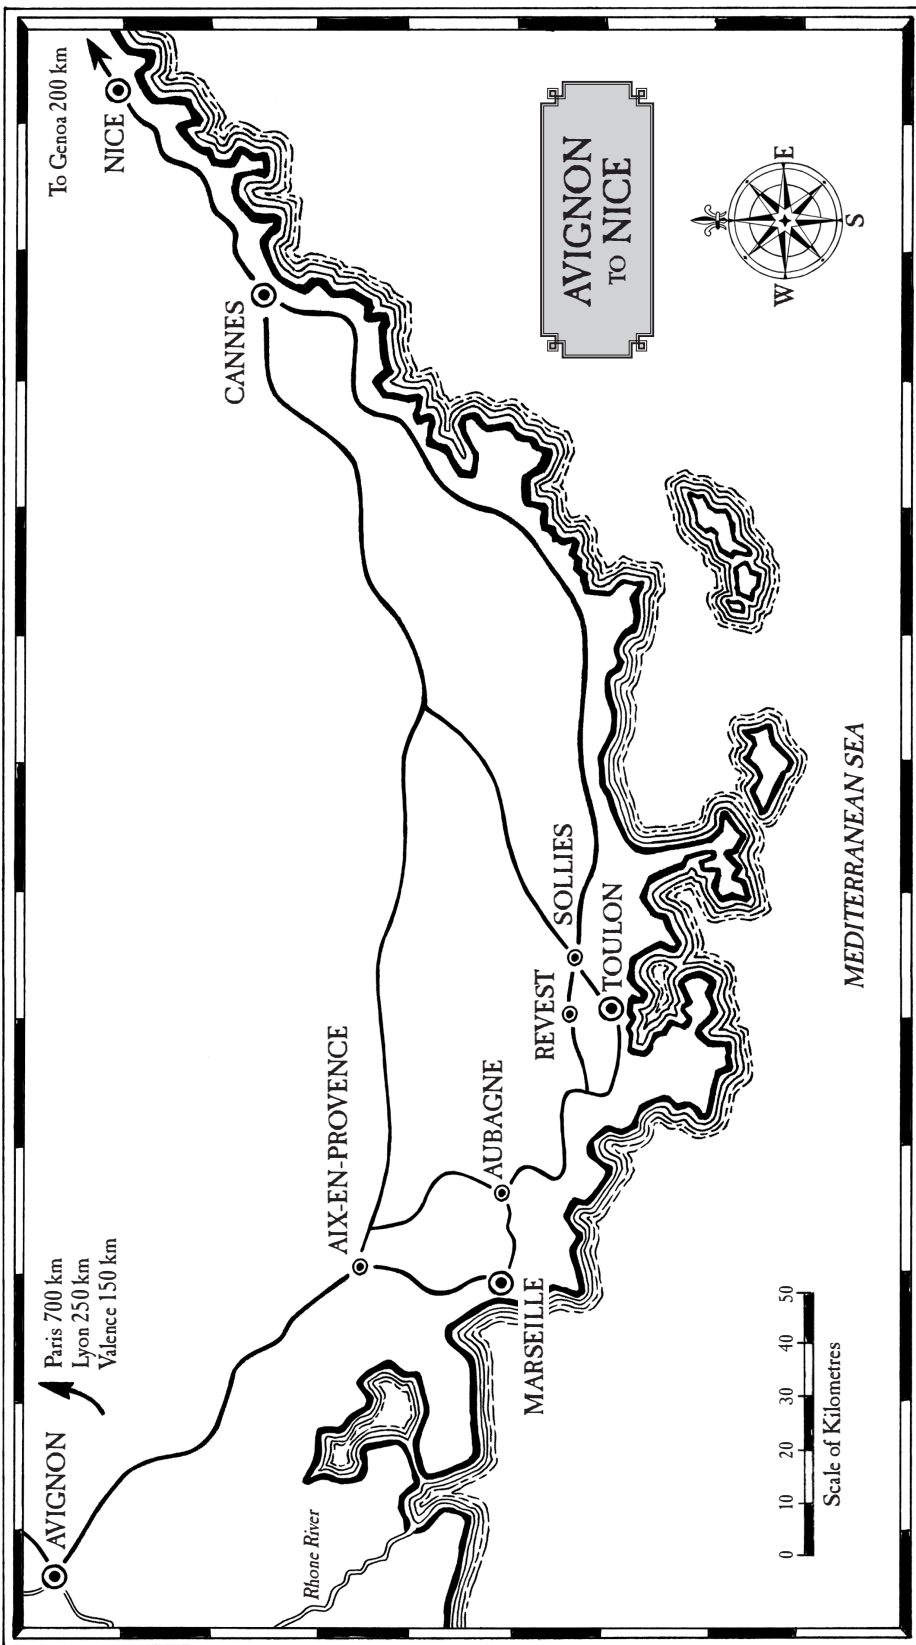 AVIGNON
Paris 700 km
Lyon 250 km
Valence 150 km
Rhone River
AIX-EN-PROVENCE
MARSEILLE
AUBAGNE
REVEST
TOULON
SOLLIES
CANNES
NICE
To Genoa 200 km
AVIGNON
TO NICE
W
E
S
MEDITERRANEAN SEA
0 10 20 30 40 50
Scale of Kilometres